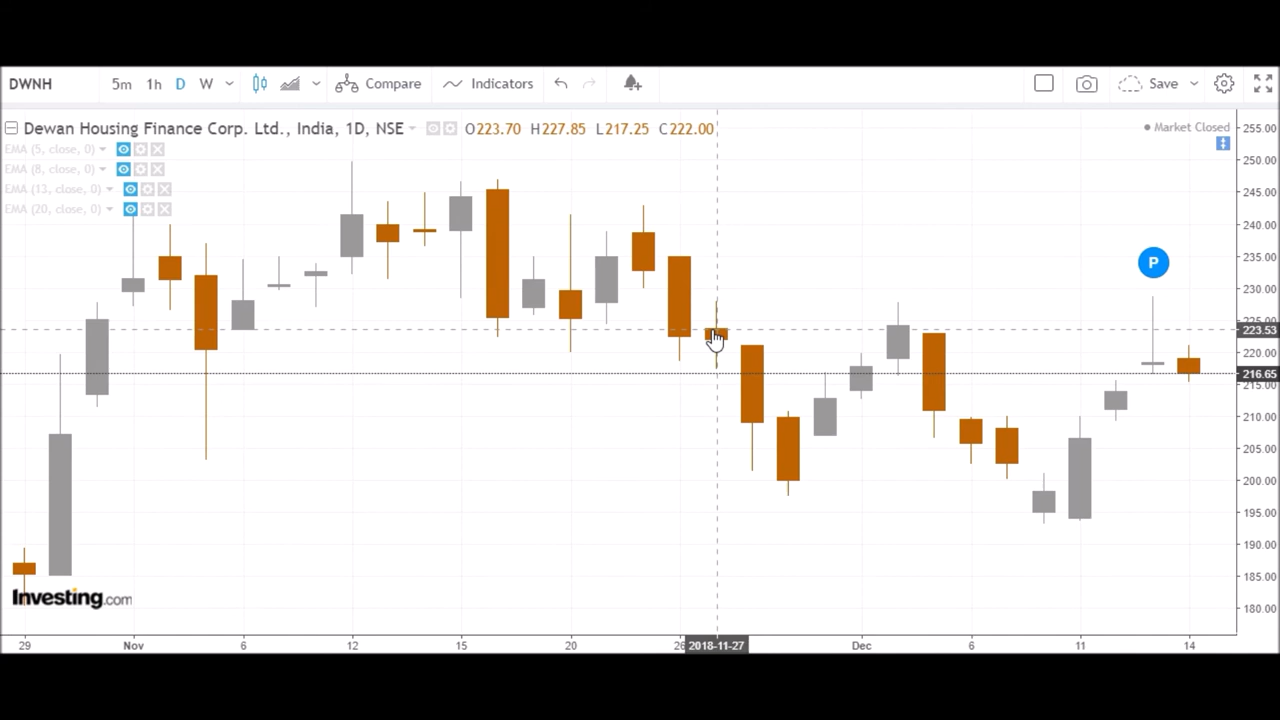 DWNH 5m 1h D W Compare Indicators Save
Dewan Housing Finance Corp. Ltd., India, 1D, NSE O223.70 H227.85 L217.25 C222.00
Market Closed
EMA (5, close, 0)
EMA (8, close, 0)
EMA (13, close, 0)
EMA (20, close, 0)
255.00
250.00
245.00
240.00
235.00
P
230.00
225.00
223.53
220.00
216.65
215.00
210.00
205.00
200.00
195.00
190.00
185.00
180.00
Investing.com
29 Nov 6 12 15 20 26 2018-11-27 Dec 6 11 14